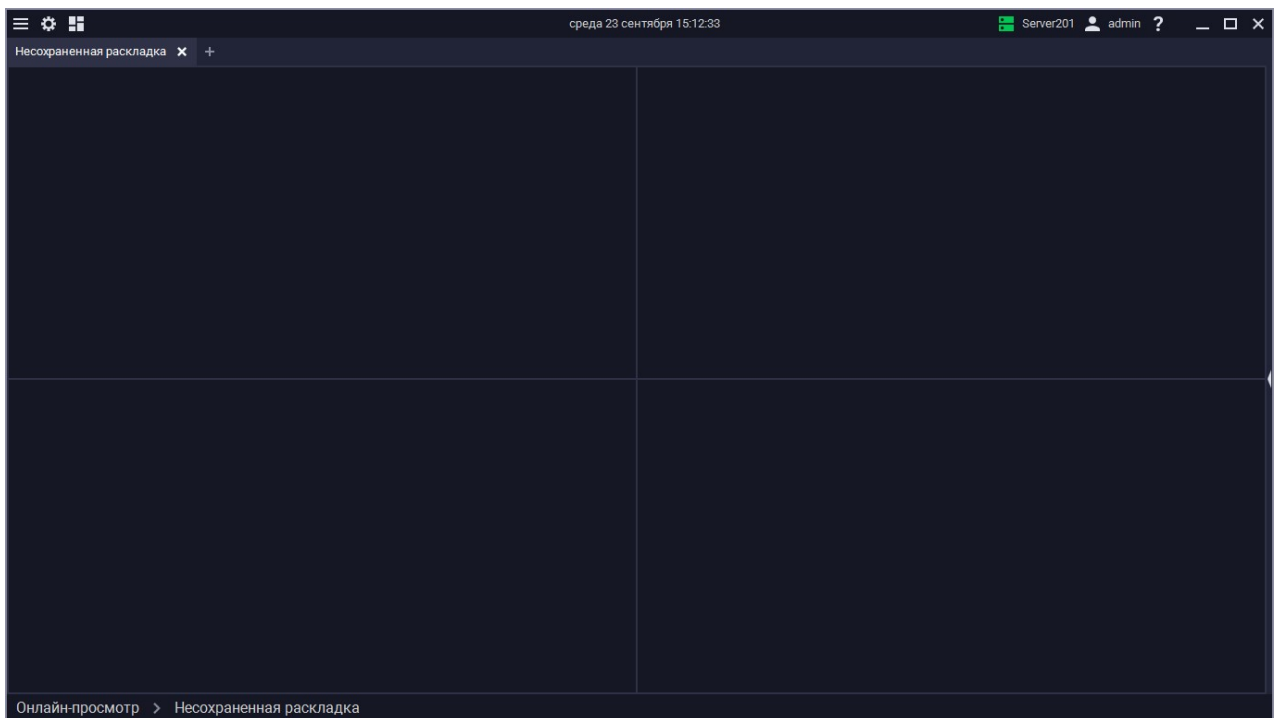 среда 23 сентября 15:12:33 Server201 admin ?
Несохраненная раскладка × +
Онлайн-просмотр > Несохраненная раскладка